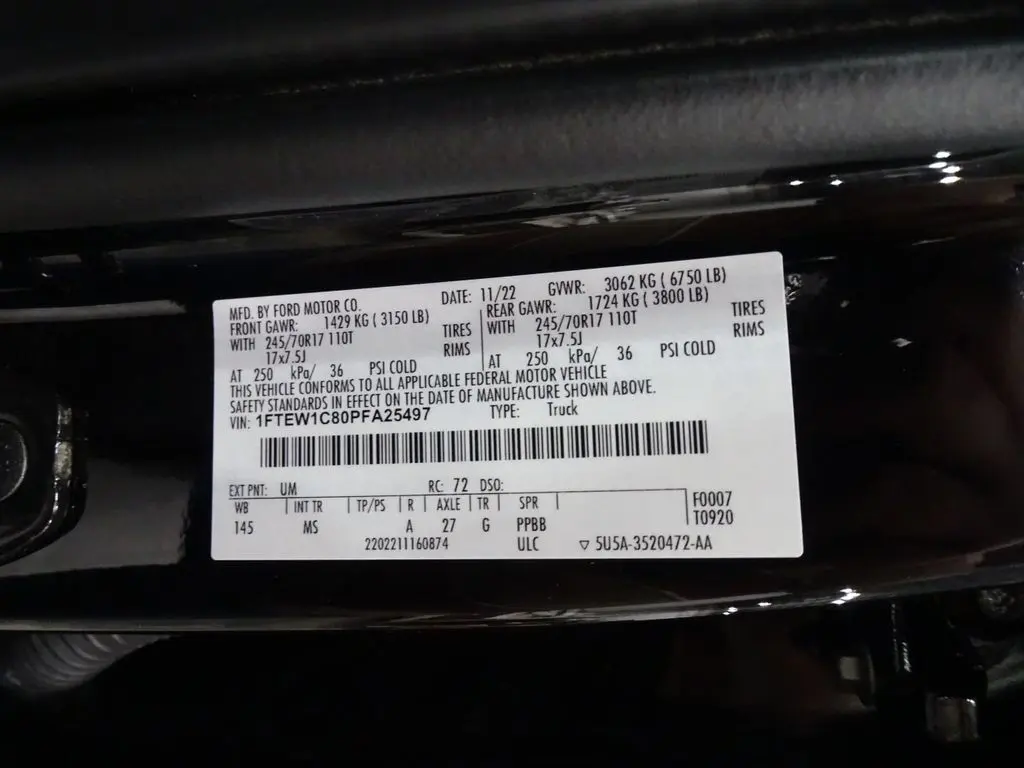 MFD. BY FORD MOTOR CO. DATE: 11/22 GVWR: 3062 KG ( 6750 LB)
FRONT GAWR: 1429 KG ( 3150 LB) REAR GAWR: 1724 KG ( 3800 LB)
WITH 245/70R17 110T TIRES WITH 245/70R17 110T TIRES
17x7.5J RIMS 17x7.5J RIMS
AT 250 kPa/ 36 PSI COLD AT 250 kPa/ 36 PSI COLD
THIS VEHICLE CONFORMS TO ALL APPLICABLE FEDERAL MOTOR VEHICLE
SAFETY STANDARDS IN EFFECT ON THE DATE OF MANUFACTURE SHOWN ABOVE.
VIN: 1FTEW1C80PFA25497 TYPE: Truck
EXT PNT: UM RC: 72 DSO:
WB INT TR TP/PS R AXLE TR SPR F0007
145 MS A 27 G PPBB T0920
2202211160874 ULC ▽ 5U5A-3520472-AA